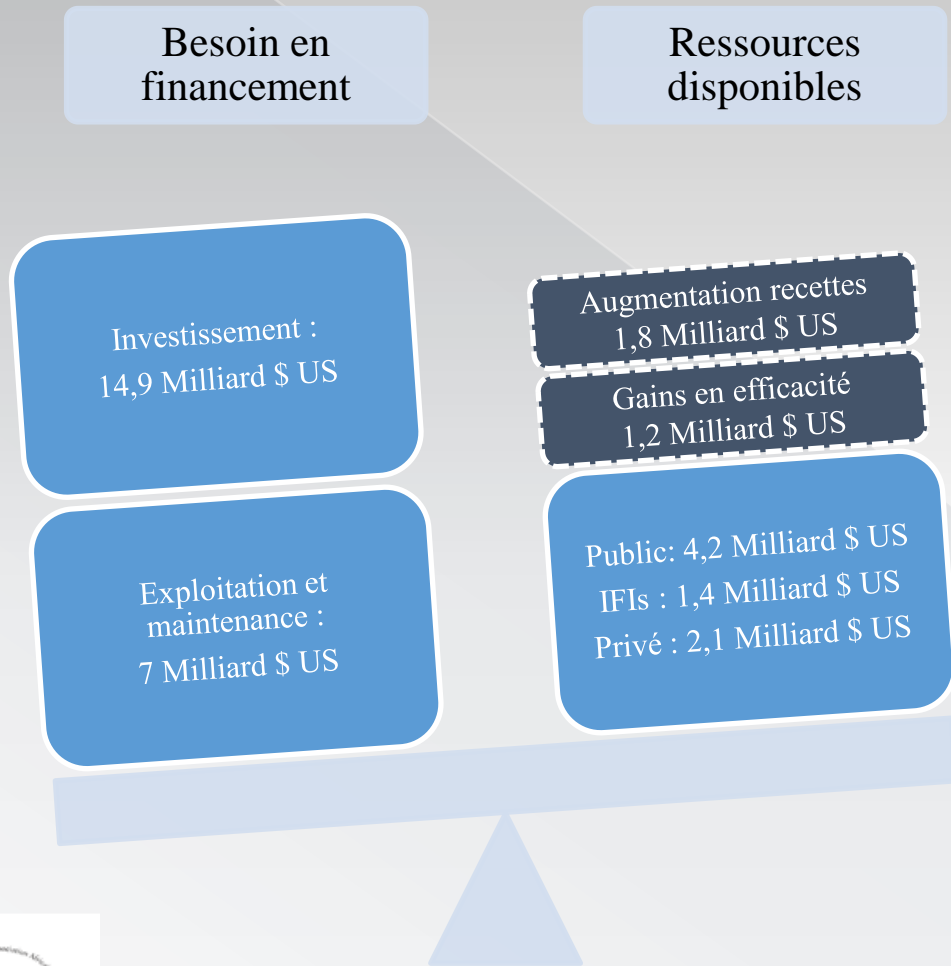 Besoin en
financement
Ressources
disponibles
Investissement :
14,9 Milliard $ US
Exploitation et
maintenance :
7 Milliard $ US
Augmentation recettes
1,8 Milliard $ US
Gains en efficacité
1,2 Milliard $ US
Public: 4,2 Milliard $ US
IFIs : 1,4 Milliard $ US
Privé : 2,1 Milliard $ US